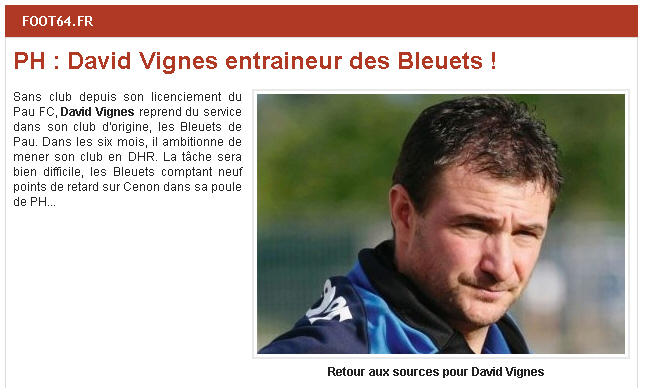 FOOT64.FR
PH : David Vignes entraineur des Bleuets !
Sans club depuis son licenciement du
Pau FC, David Vignes reprend du service
dans son club d'origine, les Bleuets de
Pau. Dans les six mois, il ambitionne de
mener son club en DHR. La tâche sera
bien difficile, les Bleuets comptant neuf
points de retard sur Cenon dans sa poule
de PH...
Retour aux sources pour David Vignes